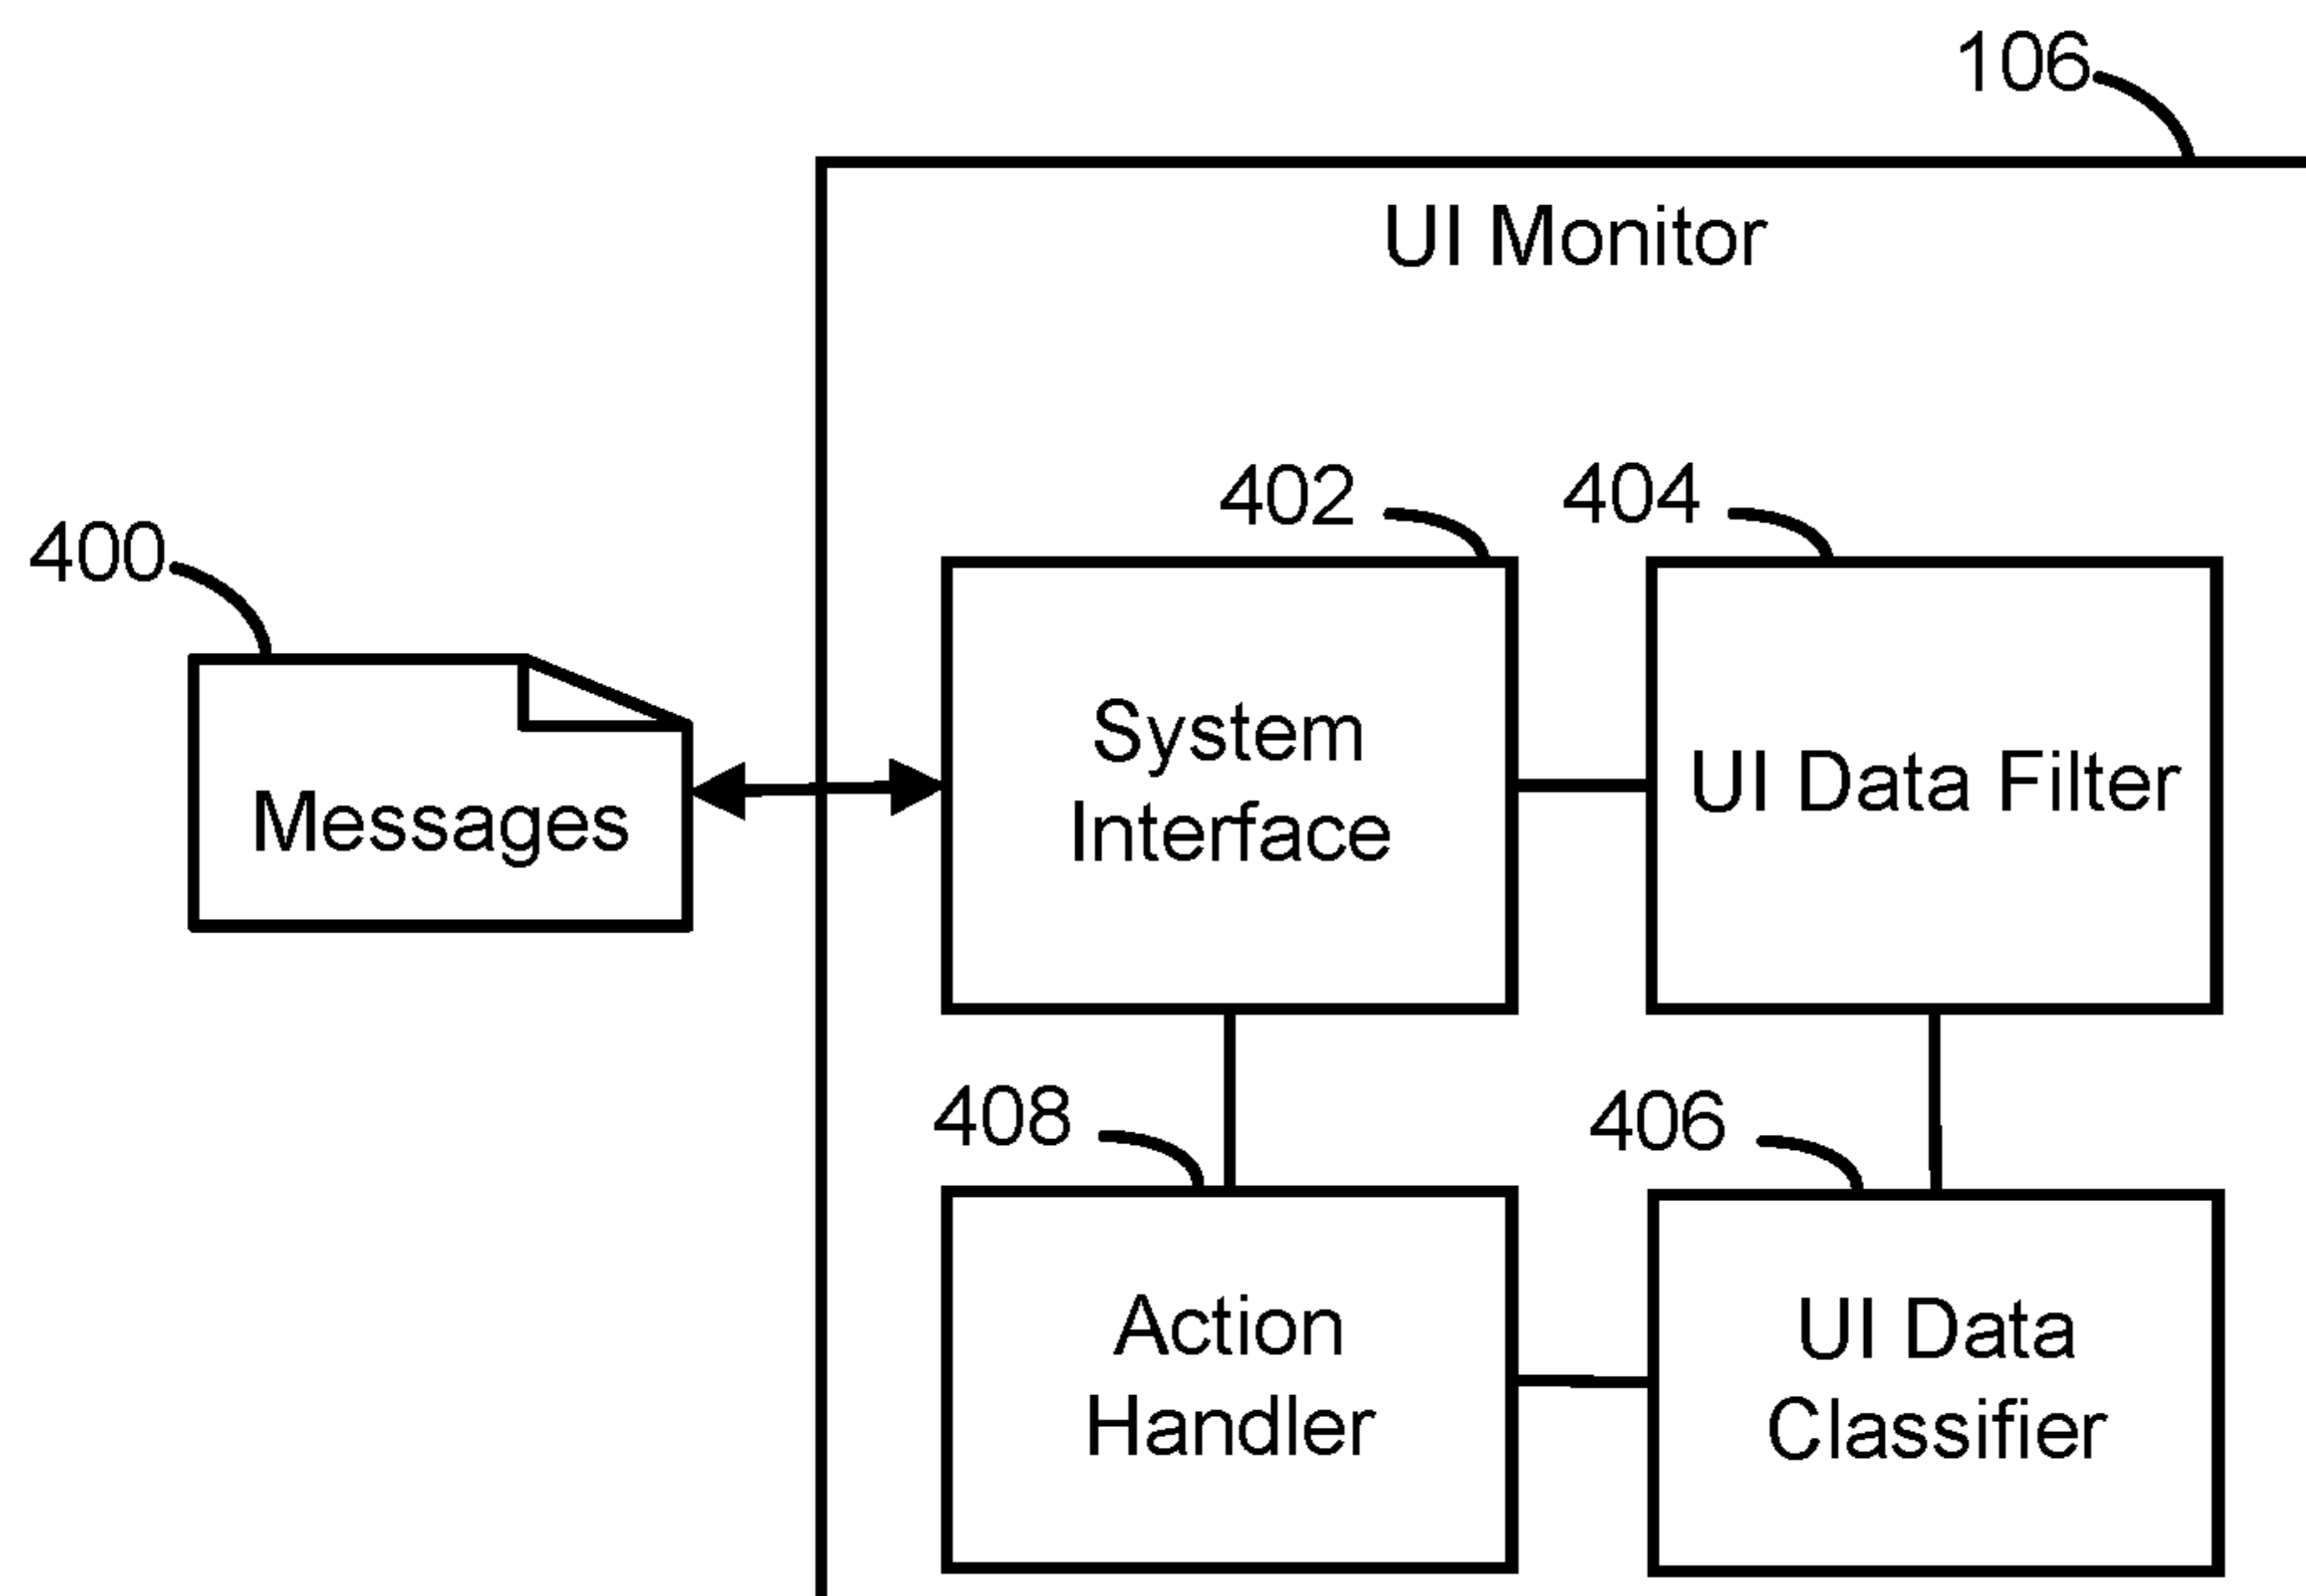 106
UI Monitor
402
404
400
System
Interface
UI Data Filter
Messages
408
406
Action
Handler
UI Data
Classifier